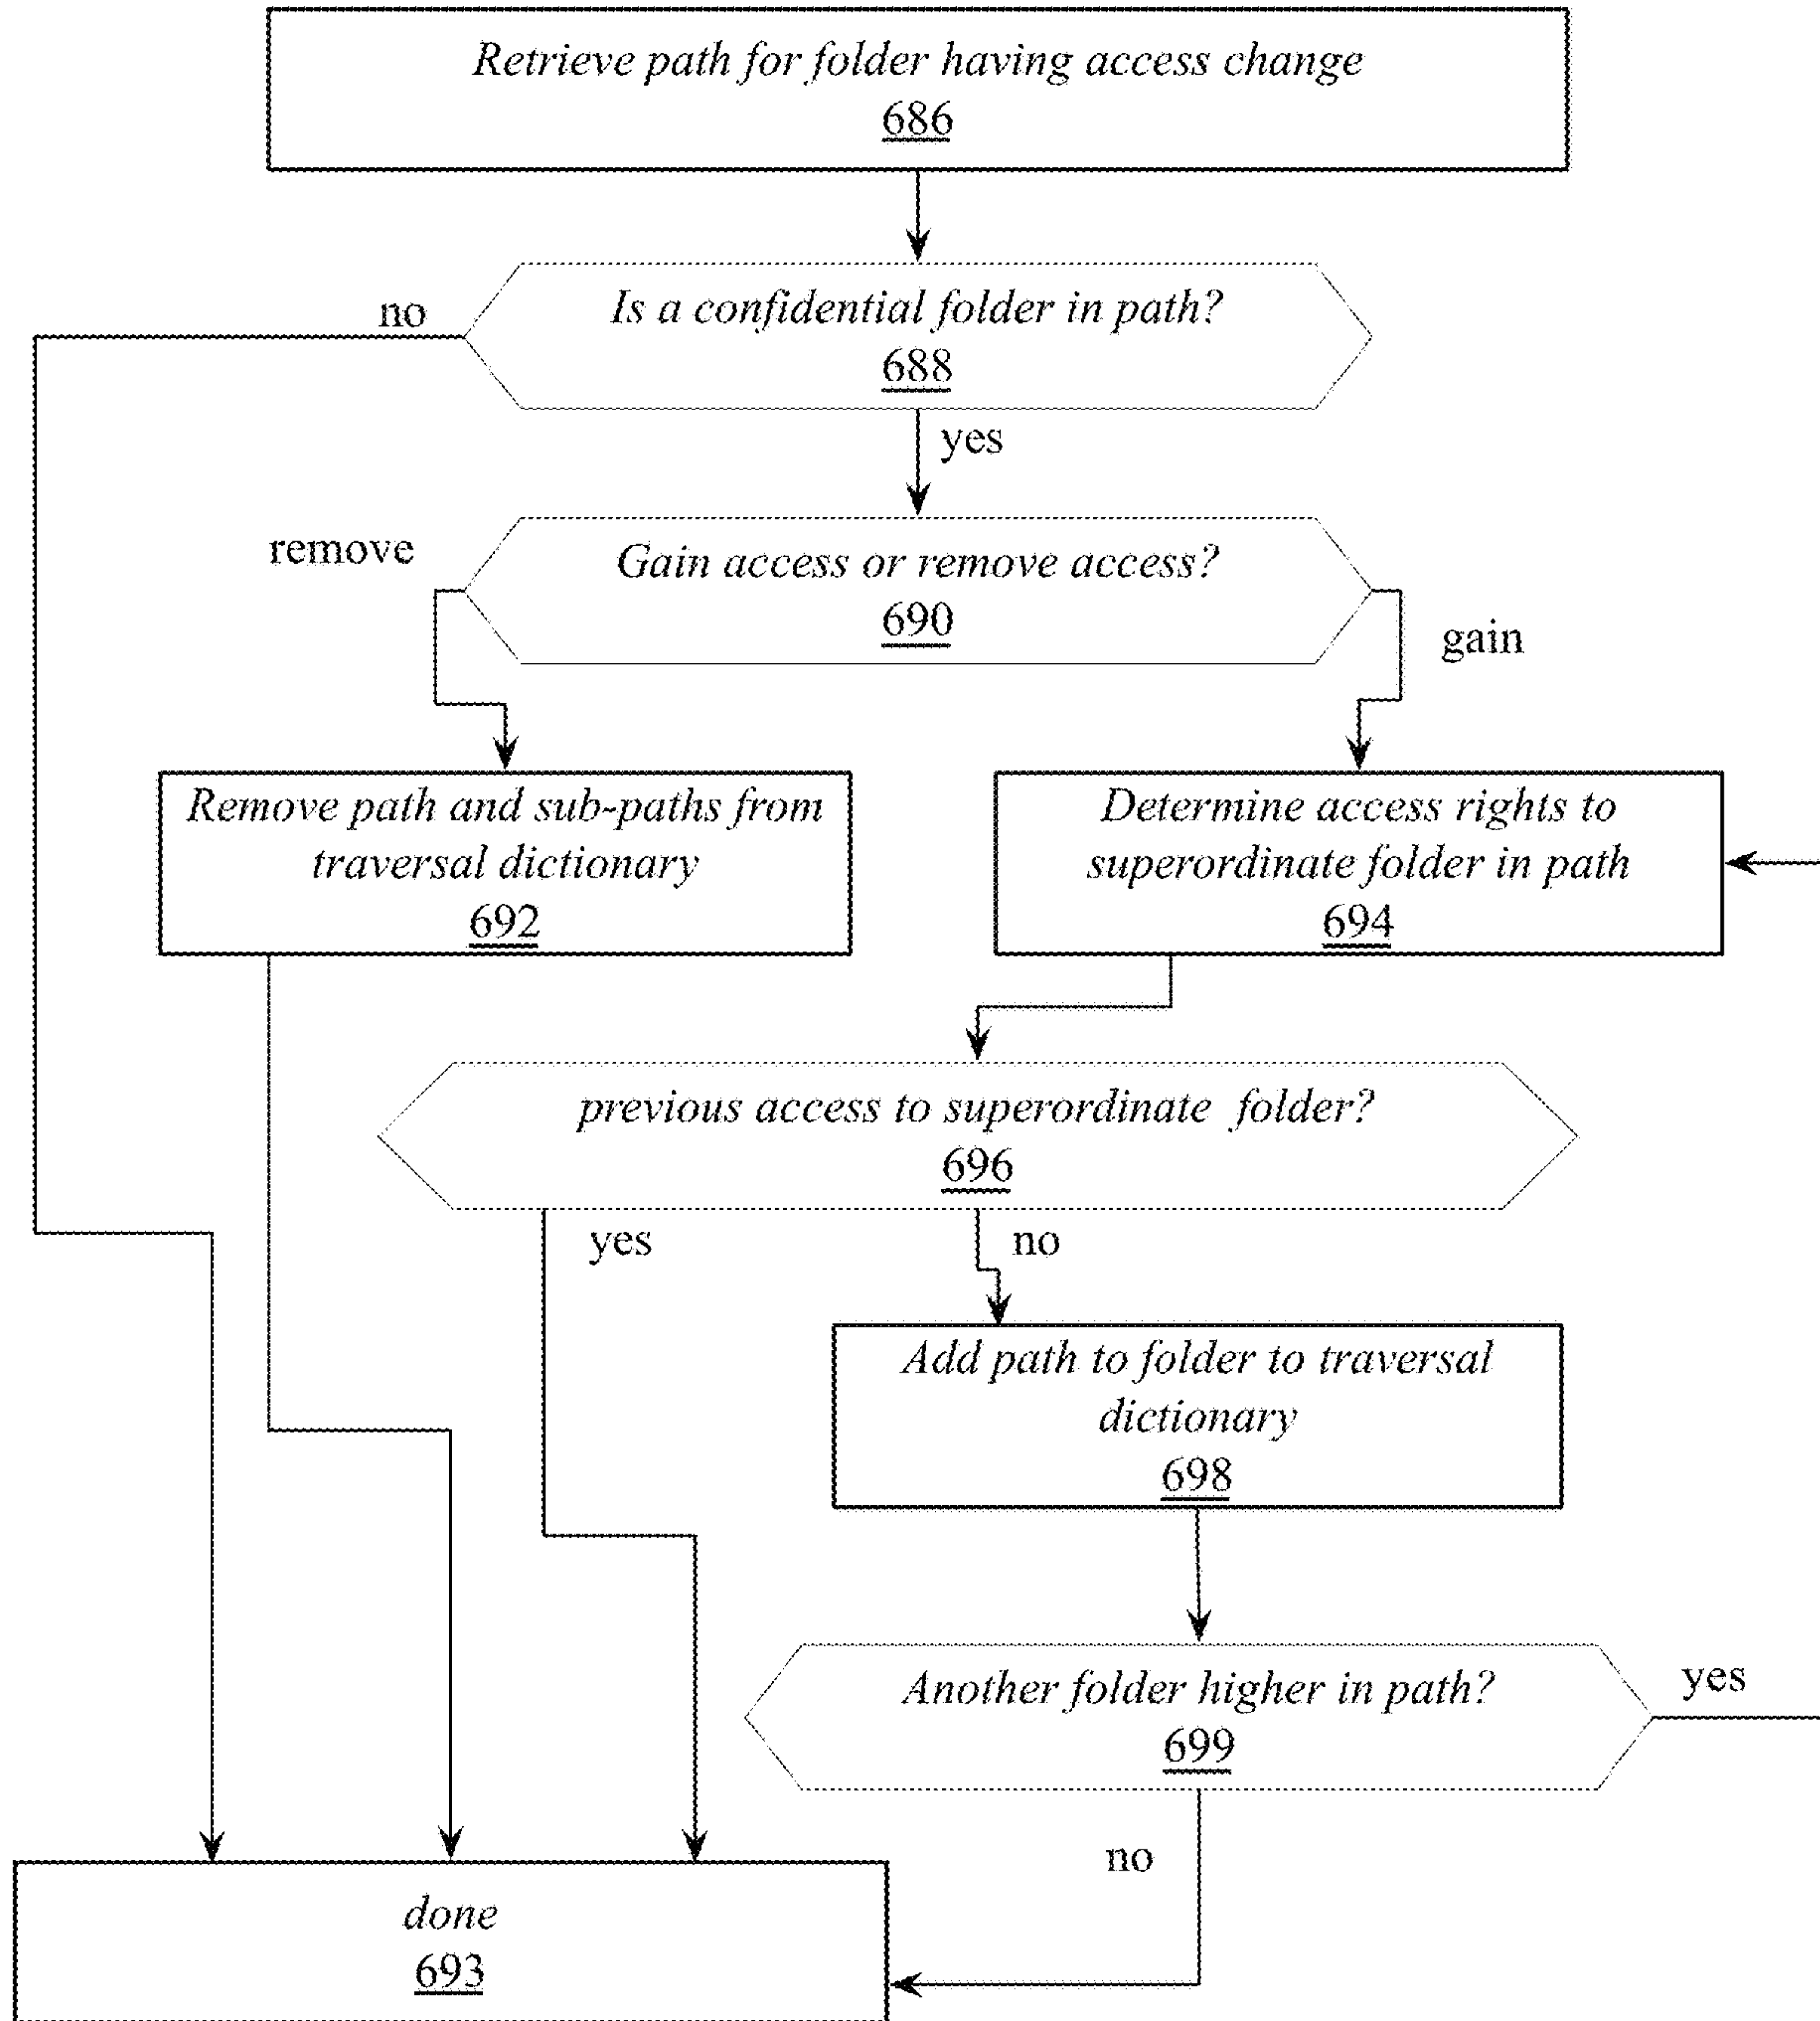 Retrieve path for folder having access change
686
no
Is a confidential folder in path?
688
yes
remove
Gain access or remove access?
690
gain
Remove path and sub-paths from
traversal dictionary
692
Determine access rights to
superordinate folder in path
694
previous access to superordinate folder?
696
yes
no
Add path to folder to traversal
dictionary
698
Another folder higher in path?
699
yes
no
done
693